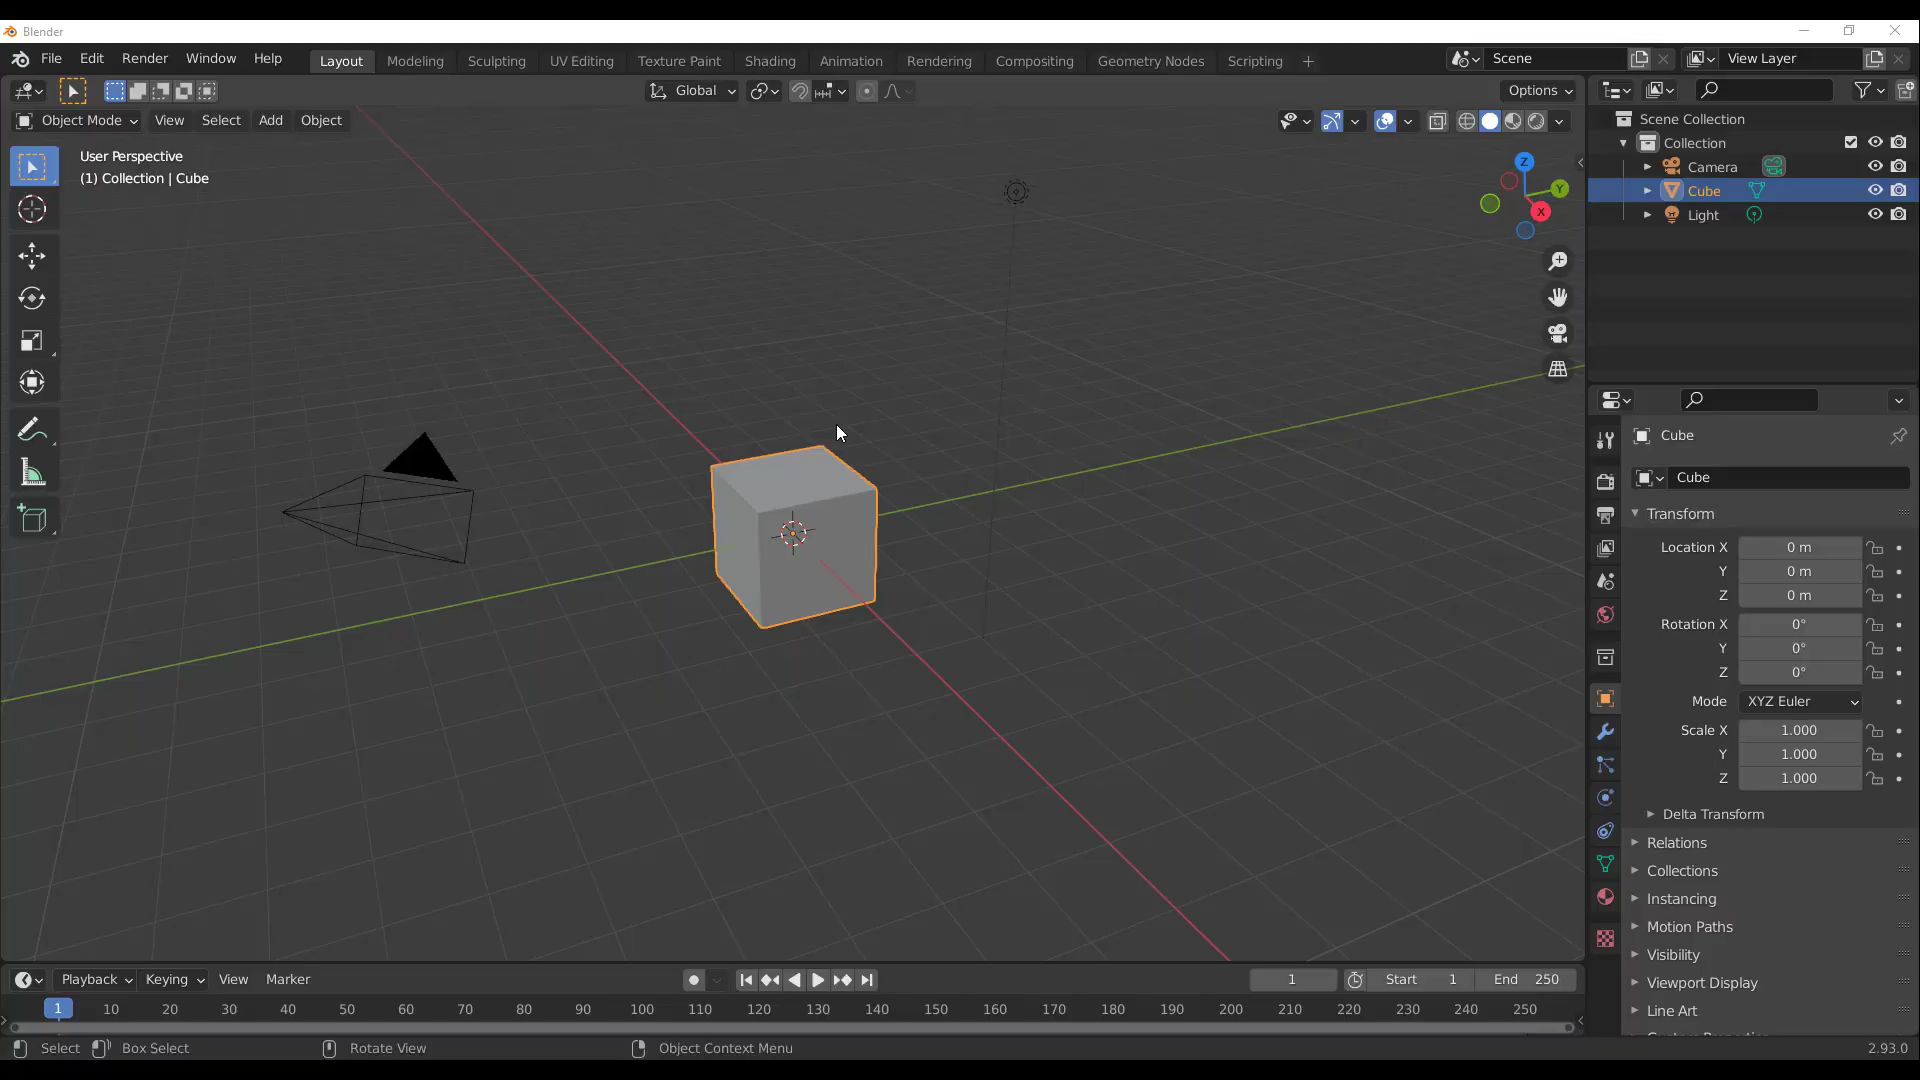 Blender
File Edit Render Window Help Layout Modeling Sculpting UV Editing Texture Paint Shading Animation Rendering Compositing Geometry Nodes Scripting + Scene View Layer
Global Options
Object Mode View Select Add Object
User Perspective
(1) Collection | Cube
Z
Y
X
Scene Collection
Collection
Camera
Cube
Light
Cube
Cube
Transform
Location X 0 m
Y 0 m
Z 0 m
Rotation X 0°
Y 0°
Z 0°
Mode XYZ Euler
Scale X 1.000
Y 1.000
Z 1.000
Delta Transform
Relations
Collections
Instancing
Motion Paths
Visibility
Viewport Display
Line Art
Playback Keying View Marker 1 Start 1 End 250
1 10 20 30 40 50 60 70 80 90 100 110 120 130 140 150 160 170 180 190 200 210 220 230 240 250
Select Box Select Rotate View Object Context Menu 2.93.0